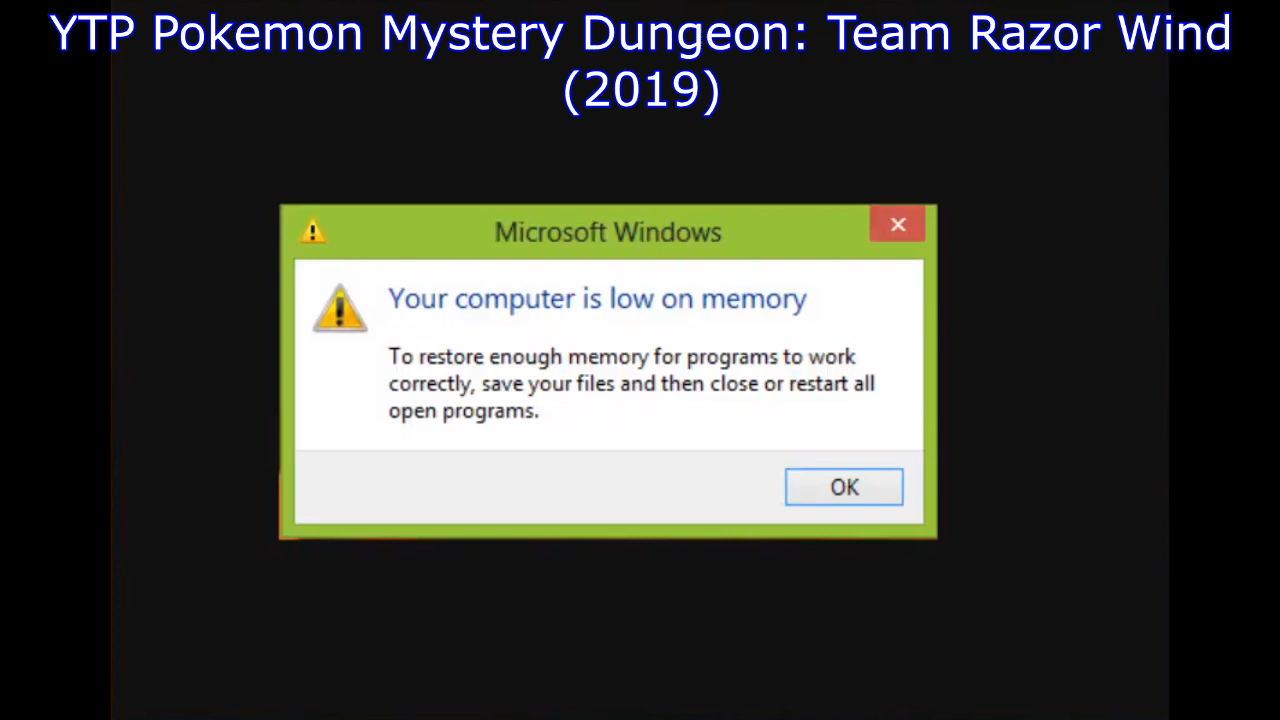 YTP Pokemon Mystery Dungeon: Team Razor Wind
(2019)
Microsoft Windows
Your computer is low on memory
To restore enough memory for programs to work
correctly, save your files and then close or restart all
open programs.
OK